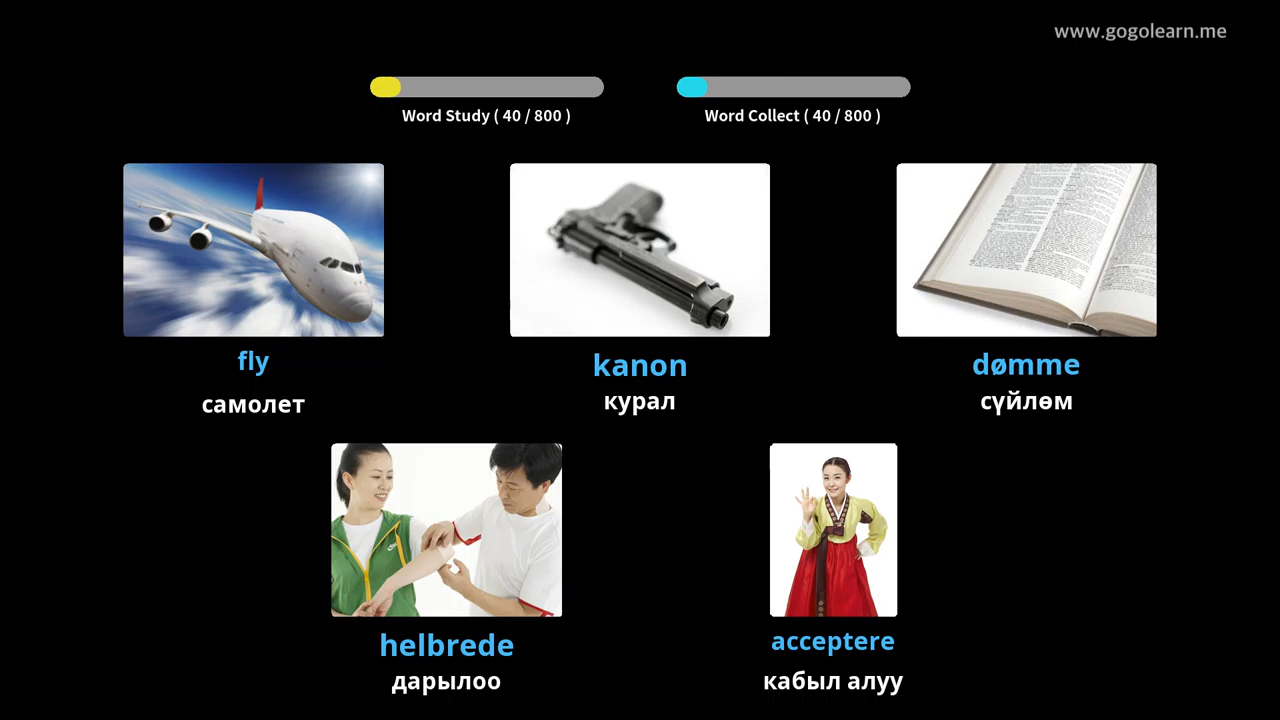 www.gogolearn.me
Word Study ( 40 / 800 )
Word Collect ( 40 / 800 )
fly
kanon
dømme
самолет
курал
сүйлөм
helbrede
acceptere
дарылоо
кабыл алуу